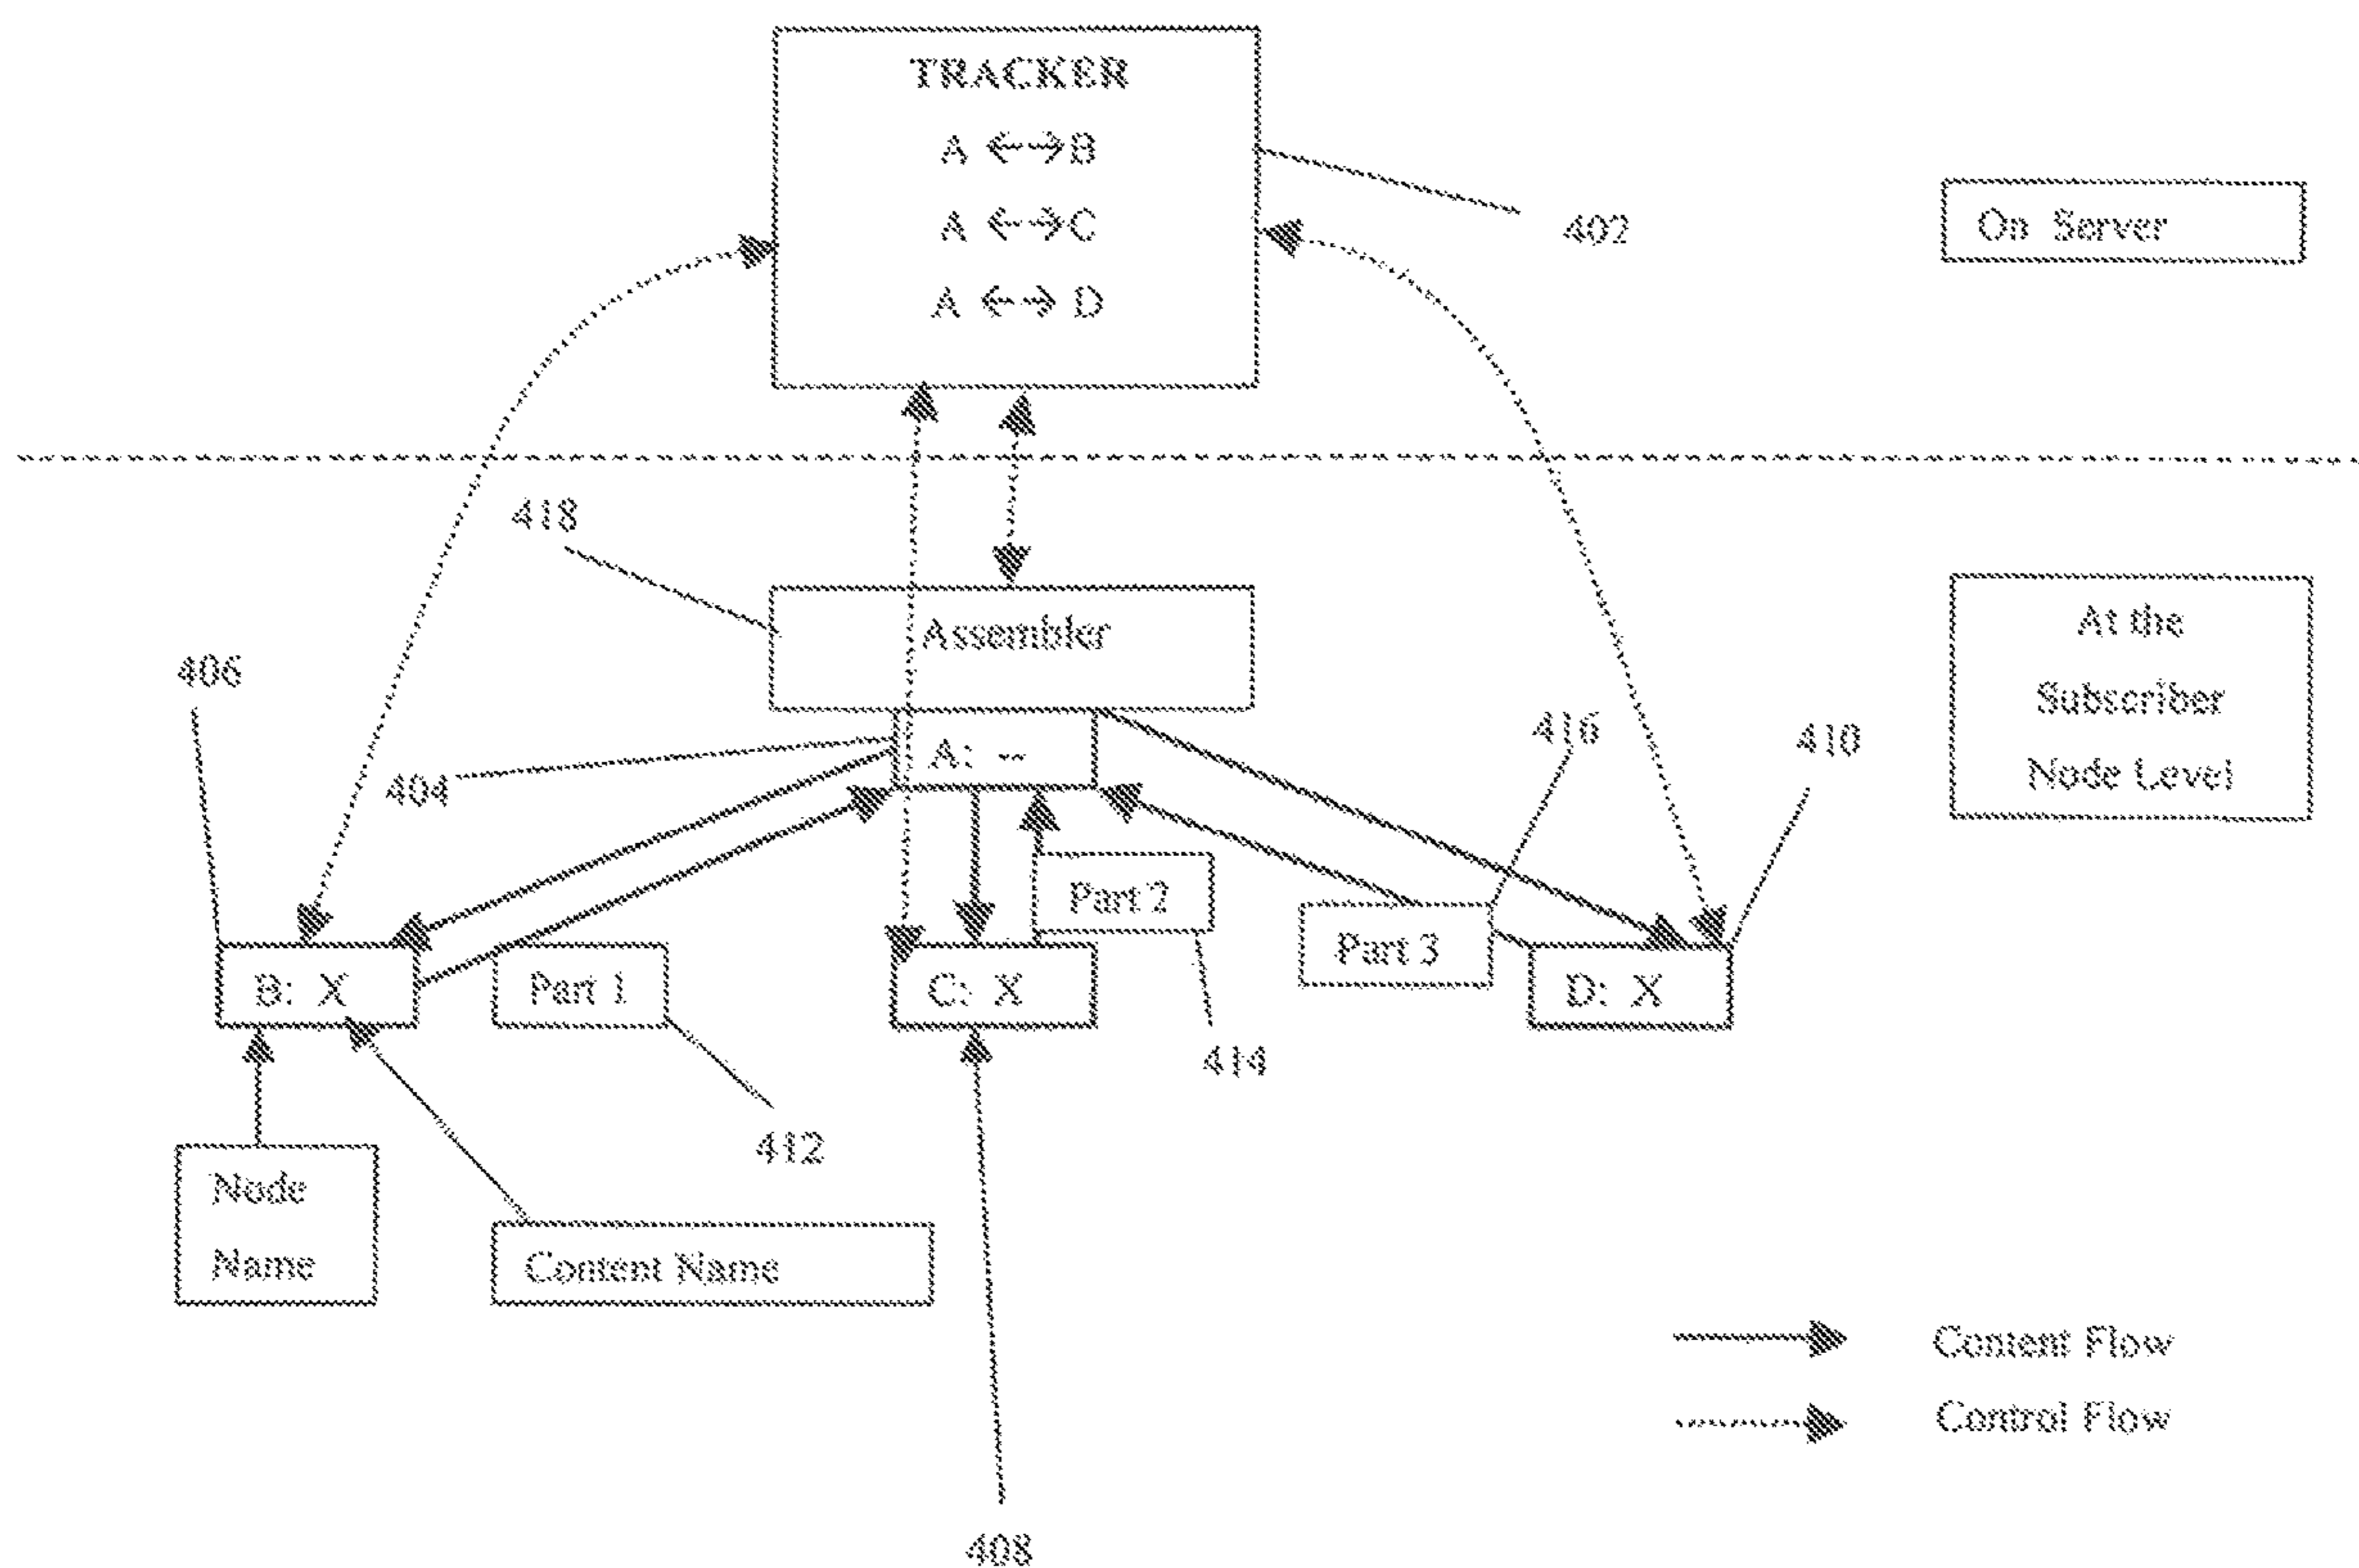 TRACKER
A <--> B
A <--> C
A <--> D
402
On Server
418
Assembler
At the
Subscriber
Node Level
406
416
410
A: --
404
Part 2
Part 3
B: X
Part 1
C: X
D: X
414
412
Node
Name
Content Name
Content Flow
Control Flow
408